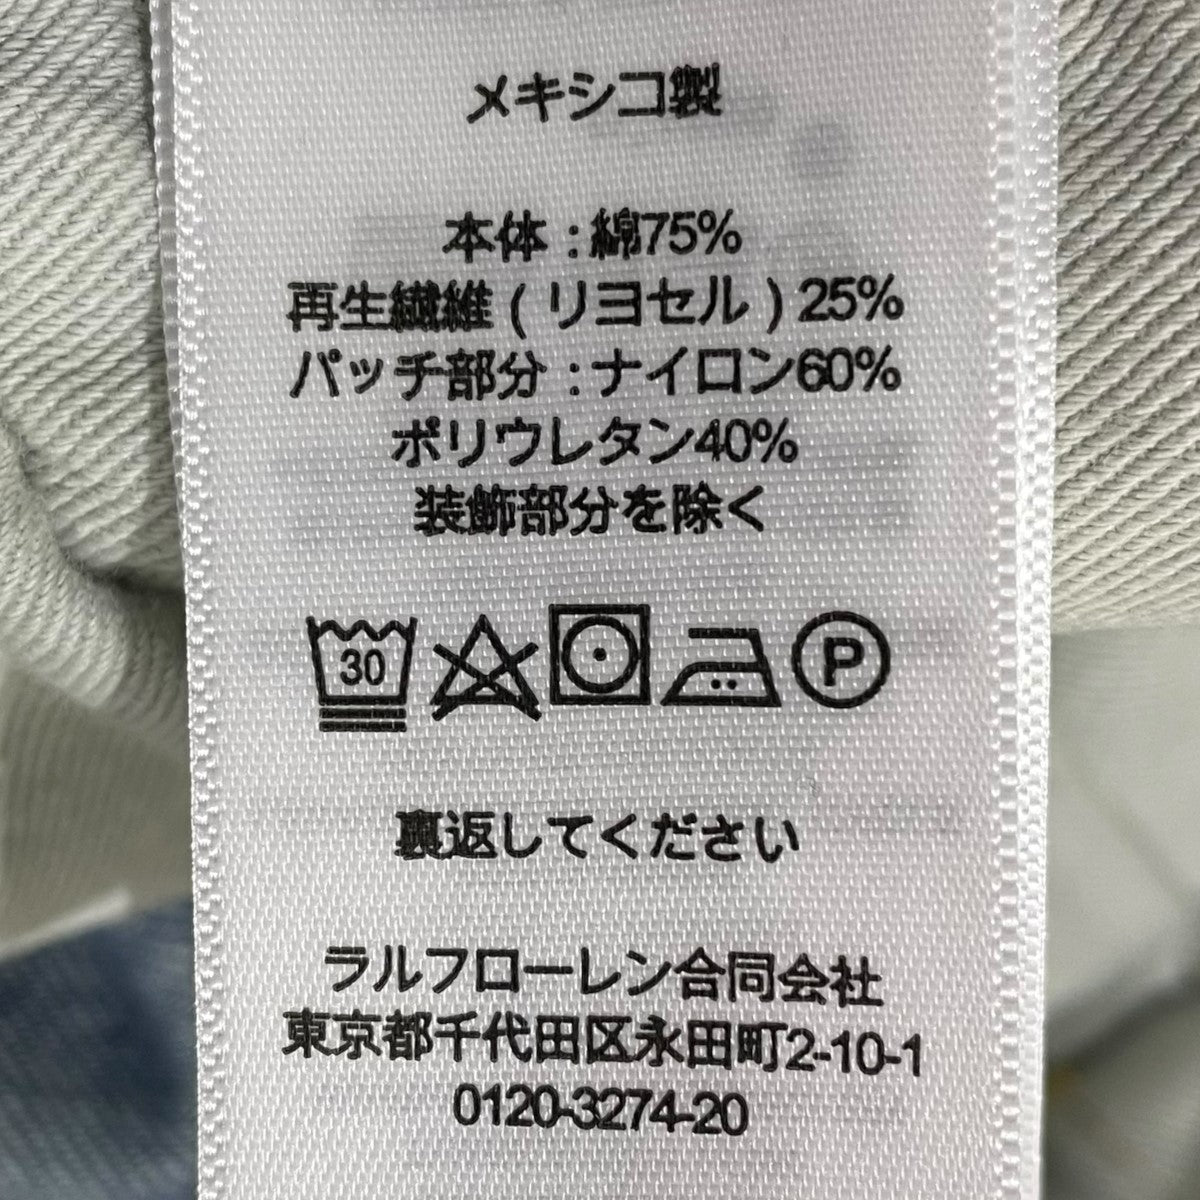 メキシコ製
本体 : 綿75%
再生繊維 ( リヨセル ) 25%
パッチ部分 : ナイロン60%
ポリウレタン40%
装飾部分を除く
30 P
裏返してください
ラルフローレン合同会社
東京都千代田区永田町2-10-1
0120-3274-20